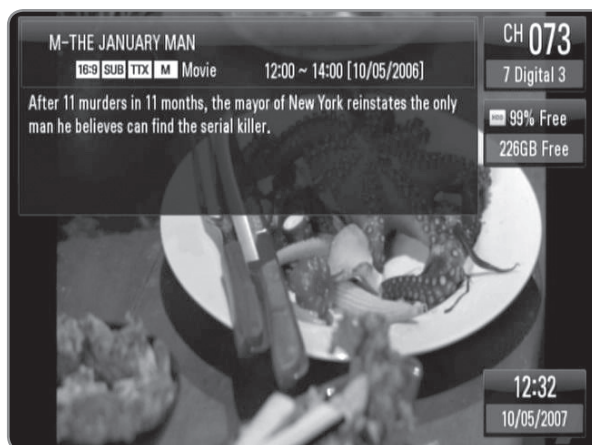 M-THE JANUARY MAN
16:9 SUB TTX M Movie 12:00 ~ 14:00 [10/05/2006]
After 11 murders in 11 months, the mayor of New York reinstates the only
man he believes can find the serial killer.
CH 073
7 Digital 3
HDD 99% Free
226GB Free
12:32
10/05/2007